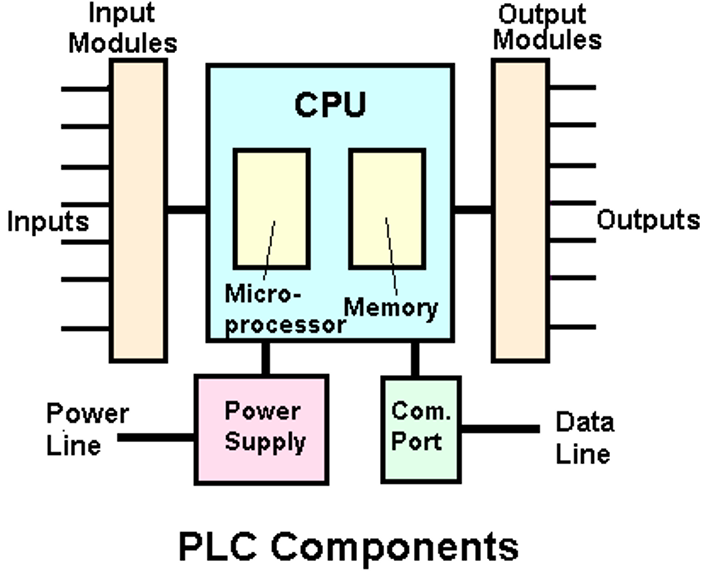 Input
Modules
Output
Modules
CPU
Inputs
Outputs
Micro-
processor
Memory
Power
Line
Power
Supply
Com.
Port
Data
Line
PLC Components